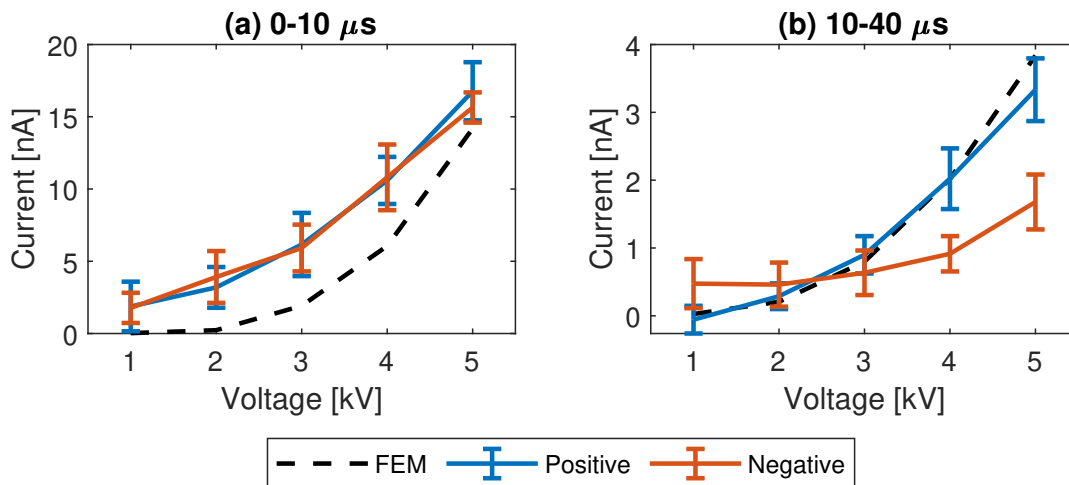 (a) 0-10 μs
20
15
10
5
0
Current [nA]
1 2 3 4 5
Voltage [kV]
(b) 10-40 μs
4
3
2
1
0
Current [nA]
1 2 3 4 5
Voltage [kV]
FEM Positive Negative